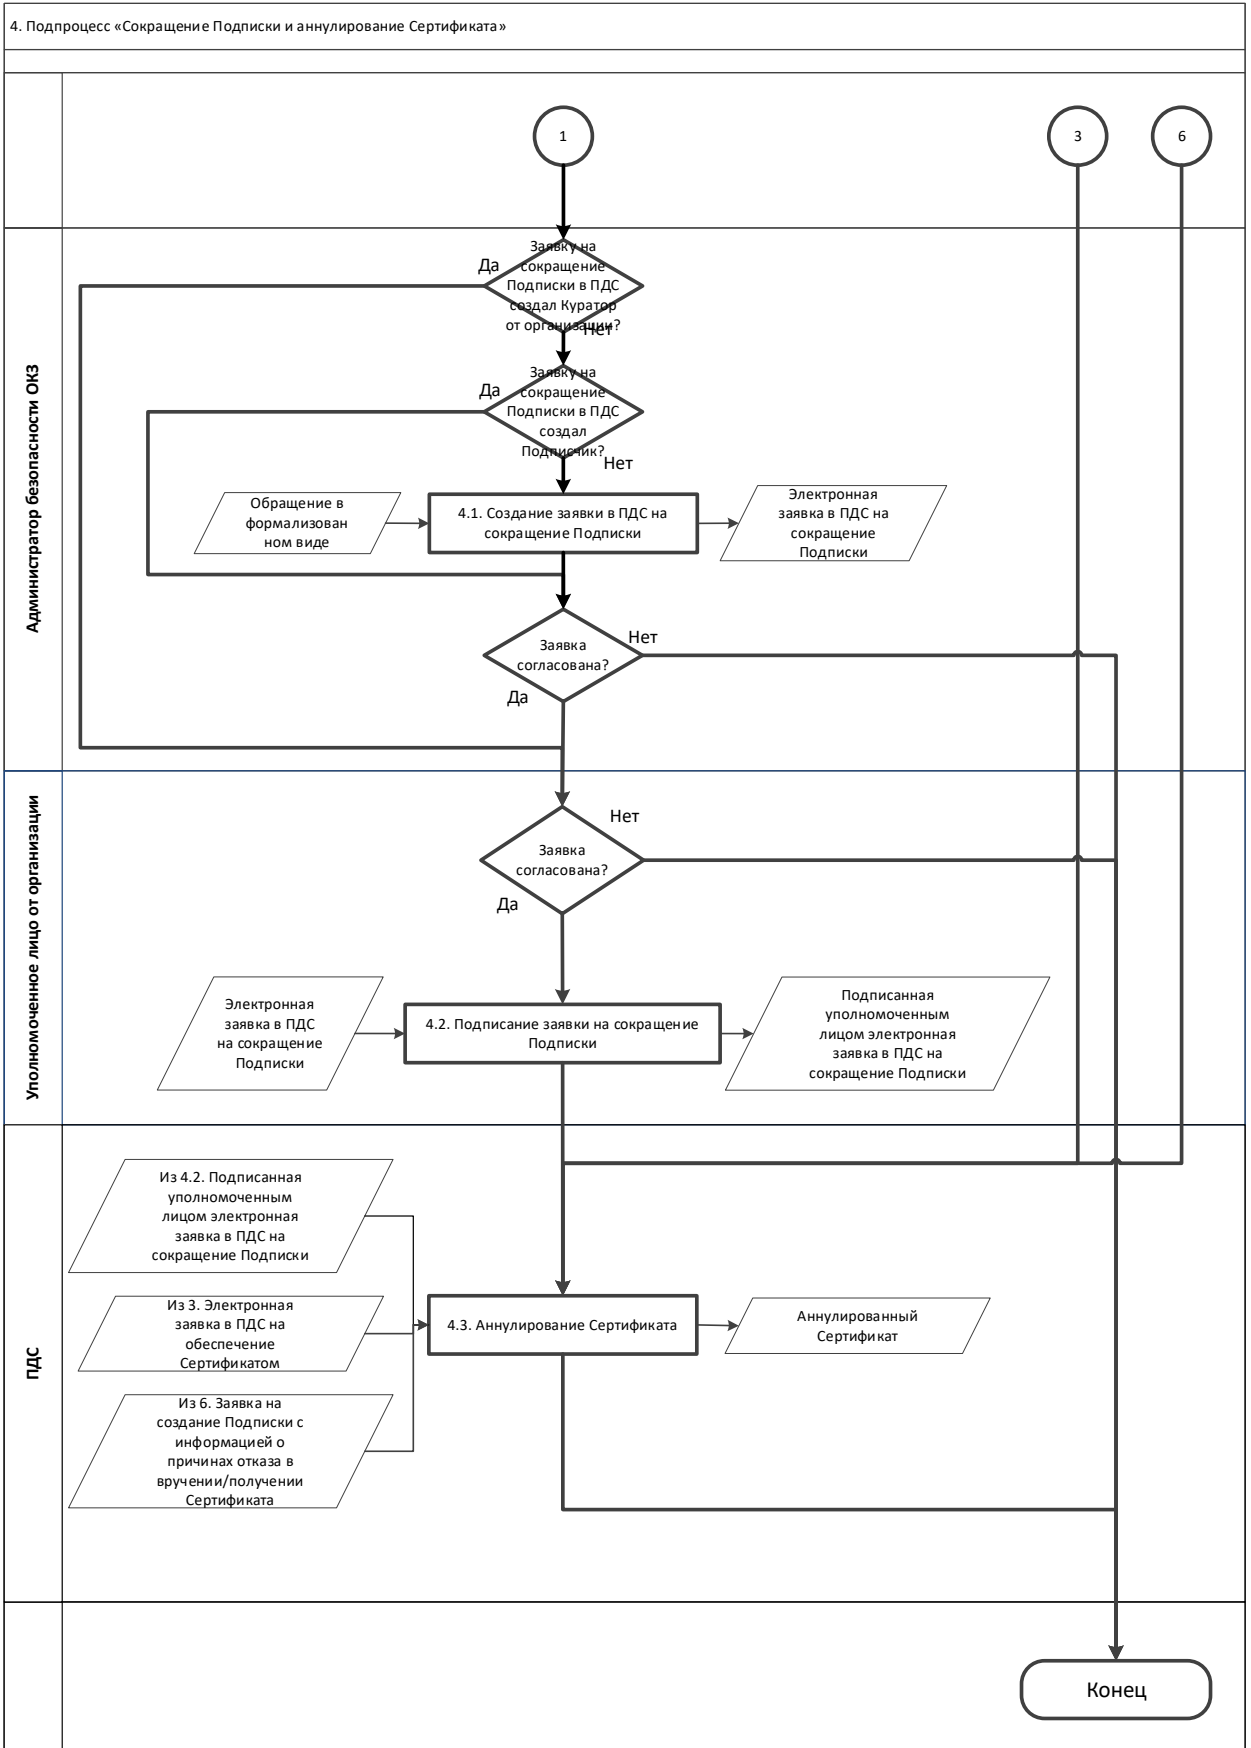 4. Подпроцесс «Сокращение Подписки и аннулирование Сертификата»
1
3
6
Администратор безопасности ОКЗ
Заявку на
сокращение
Подписки в ПДС
создал Куратор
от организации?
Да
Нет
Заявку на
сокращение
Подписки в ПДС
создал
Подписчик?
Да
Нет
Обращение в
формализован
ном виде
4.1. Создание заявки в ПДС на
сокращение Подписки
Электронная
заявка в ПДС на
сокращение
Подписки
Заявка
согласована?
Нет
Да
Уполномоченное лицо от организации
Заявка
согласована?
Нет
Да
Электронная
заявка в ПДС
на сокращение
Подписки
4.2. Подписание заявки на сокращение
Подписки
Подписанная
уполномоченным
лицом электронная
заявка в ПДС на
сокращение Подписки
ПДС
Из 4.2. Подписанная
уполномоченным
лицом электронная
заявка в ПДС на
сокращение Подписки
Из 3. Электронная
заявка в ПДС на
обеспечение
Сертификатом
Из 6. Заявка на
создание Подписки с
информацией о
причинах отказа в
вручении/получении
Сертификата
4.3. Аннулирование Сертификата
Аннулированный
Сертификат
Конец